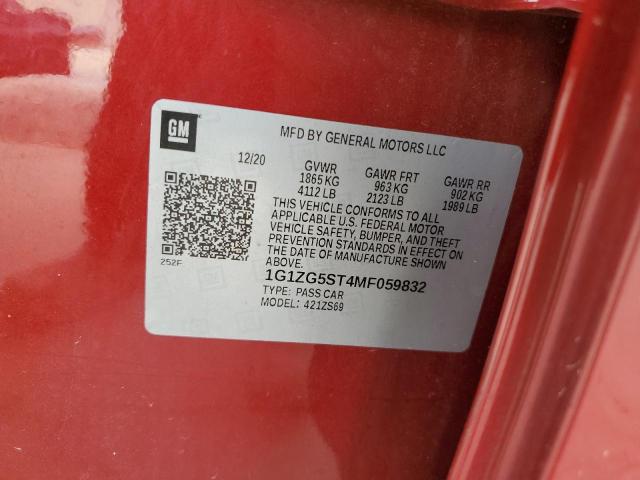 GM
MFD BY GENERAL MOTORS LLC
12/20 GVWR GAWR FRT GAWR RR
1865 KG 963 KG 902 KG
4112 LB 2123 LB 1989 LB
THIS VEHICLE CONFORMS TO ALL
APPLICABLE U.S. FEDERAL MOTOR
VEHICLE SAFETY, BUMPER, AND THEFT
PREVENTION STANDARDS IN EFFECT ON
THE DATE OF MANUFACTURE SHOWN
ABOVE.
252F
1G1ZG5ST4MF059832
TYPE: PASS CAR
MODEL: 421ZS69